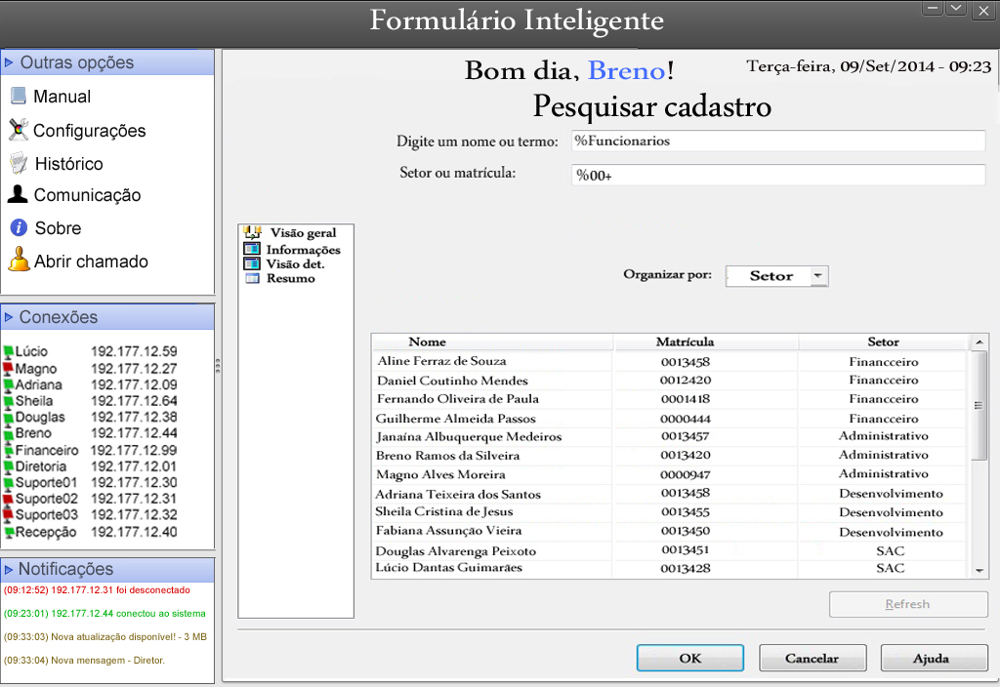 Formulário Inteligente
Outras opções
Manual
Configurações
Histórico
Comunicação
Sobre
Abrir chamado
Conexões
Lúcio 192.177.12.59
Magno 192.177.12.27
Adriana 192.177.12.09
Sheila 192.177.12.64
Douglas 192.177.12.38
Breno 192.177.12.44
Financeiro 192.177.12.99
Diretoria 192.177.12.01
Suporte01 192.177.12.30
Suporte02 192.177.12.31
Suporte03 192.177.12.32
Recepção 192.177.12.40
Notificações
(09:12:52) 192.177.12.31 foi desconectado
(09:23:01) 192.177.12.44 conectou ao sistema
(09:33:03) Nova atualização disponível! - 3 MB
(09:33:04) Nova mensagem - Diretor.
Bom dia, Breno!
Terça-feira, 09/Set/2014 - 09:23
Pesquisar cadastro
Digite um nome ou termo: %Funcionarios
Setor ou matrícula: %00+
Visão geral
Informações
Visão det.
Resumo
Organizar por: Setor
Nome Matrícula Setor
Aline Ferraz de Souza 0013458 Financceiro
Daniel Coutinho Mendes 0012420 Financceiro
Fernando Oliveira de Paula 0001418 Financceiro
Guilherme Almeida Passos 0000444 Financceiro
Janaína Albuquerque Medeiros 0013457 Administrativo
Breno Ramos da Silveira 0013420 Administrativo
Magno Alves Moreira 0000947 Administrativo
Adriana Teixeira dos Santos 0013458 Desenvolvimento
Sheila Cristina de Jesus 0013455 Desenvolvimento
Fabiana Assunção Vieira 0013450 Desenvolvimento
Douglas Alvarenga Peixoto 0013451 SAC
Lúcio Dantas Guimarães 0013428 SAC
Refresh
OK Cancelar Ajuda